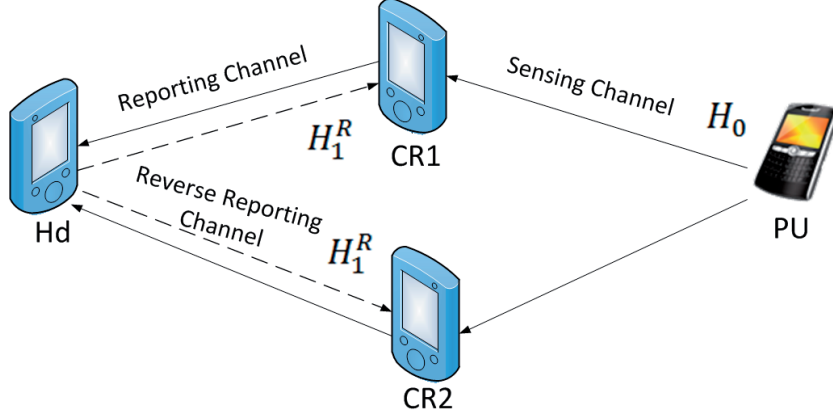 Reporting Channel
Sensing Channel
H_0
H_1^R
CR1
Reverse Reporting
Channel
Hd
H_1^R
PU
CR2